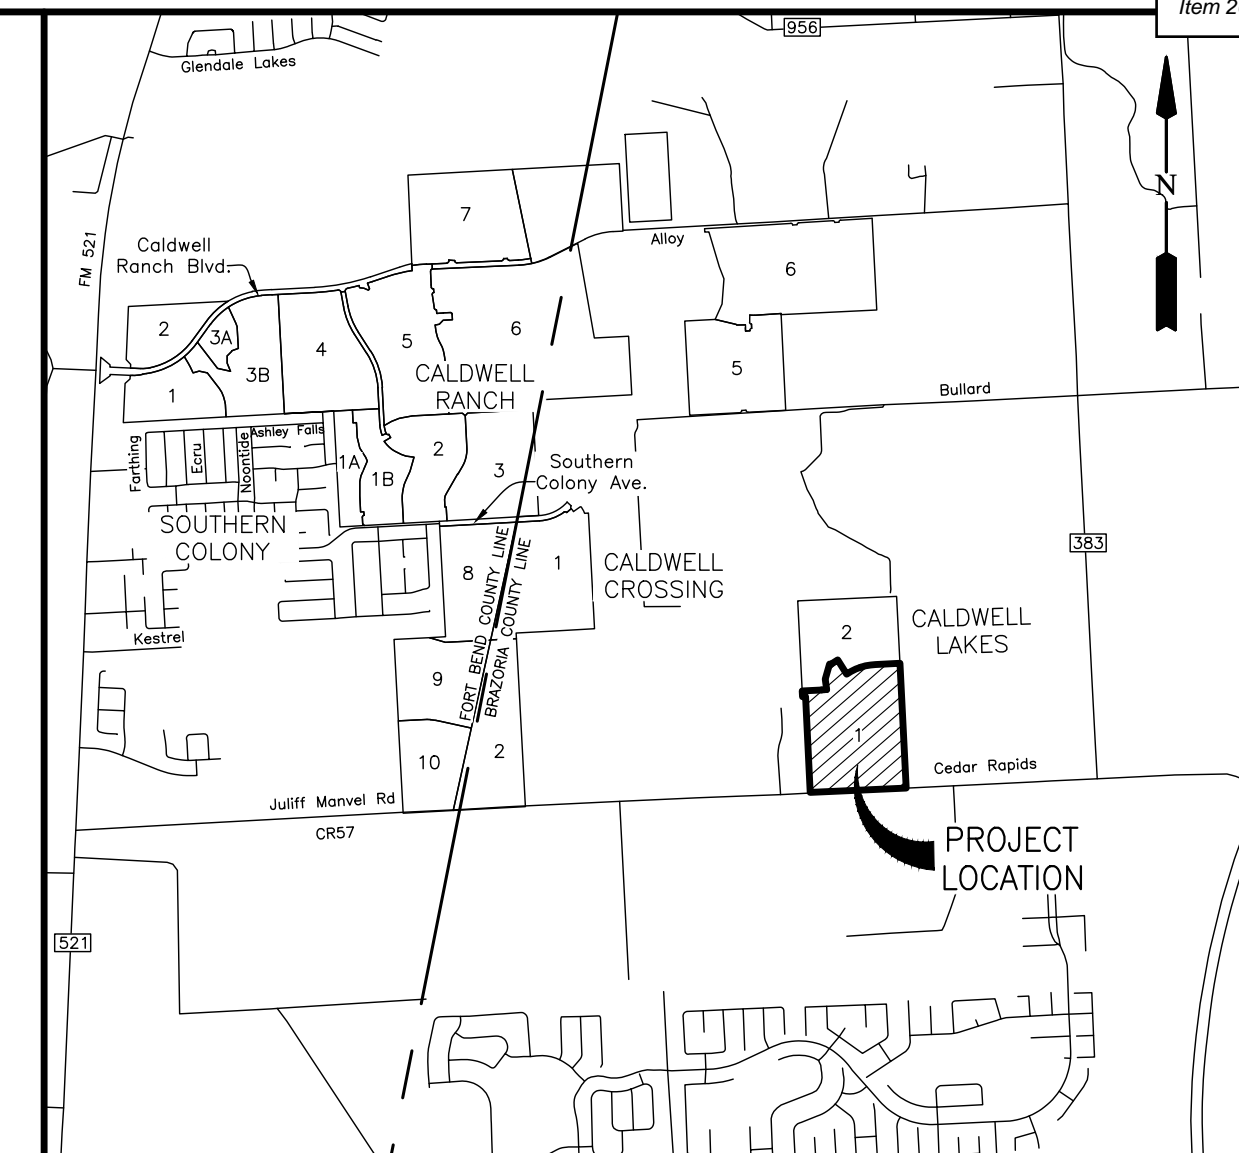 Item 2
956
Glendale Lakes
N
7
Caldwell
Ranch Blvd.
FM 521
Alloy
6
2
3A
4
5
6
3B
1
5
CALDWELL
RANCH
Bullard
Farthing
Ecru
Noontide
Ashley Falls
1A
1B
2
3
Southern
Colony Ave.
SOUTHERN
COLONY
383
8
1
CALDWELL
CROSSING
FORT BEND COUNTY LINE
BRAZORIA COUNTY LINE
Kestrel
2
CALDWELL
LAKES
9
10
2
1
Cedar Rapids
Juliff Manvel Rd
CR57
PROJECT
LOCATION
521